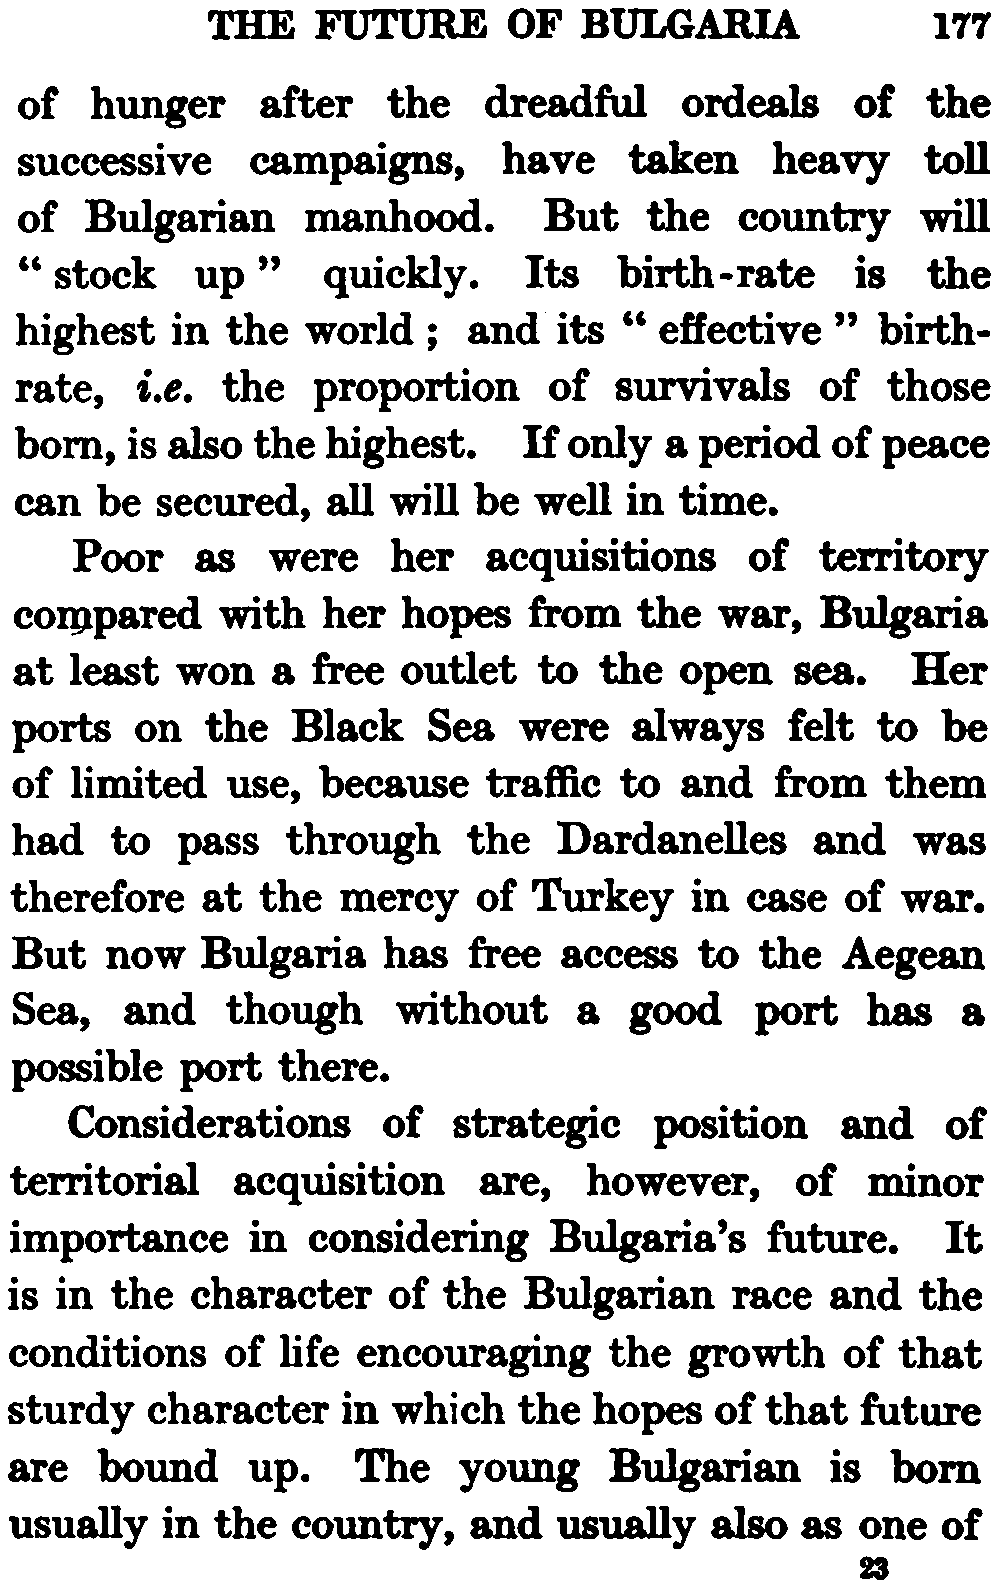 THE FUTURE OF BULGARIA 177
of hunger after the dreadful ordeals of the
successive campaigns, have taken heavy toll
of Bulgarian manhood. But the country will
“ stock up ” quickly. Its birth-rate is the
highest in the world ; and its “ effective ” birth-
rate, i.e. the proportion of survivals of those
born, is also the highest. If only a period of peace
can be secured, all will be well in time.
Poor as were her acquisitions of territory
compared with her hopes from the war, Bulgaria
at least won a free outlet to the open sea. Her
ports on the Black Sea were always felt to be
of limited use, because traffic to and from them
had to pass through the Dardanelles and was
therefore at the mercy of Turkey in case of war.
But now Bulgaria has free access to the Aegean
Sea, and though without a good port has a
possible port there.
Considerations of strategic position and of
territorial acquisition are, however, of minor
importance in considering Bulgaria’s future. It
is in the character of the Bulgarian race and the
conditions of life encouraging the growth of that
sturdy character in which the hopes of that future
are bound up. The young Bulgarian is born
usually in the country, and usually also as one of
23